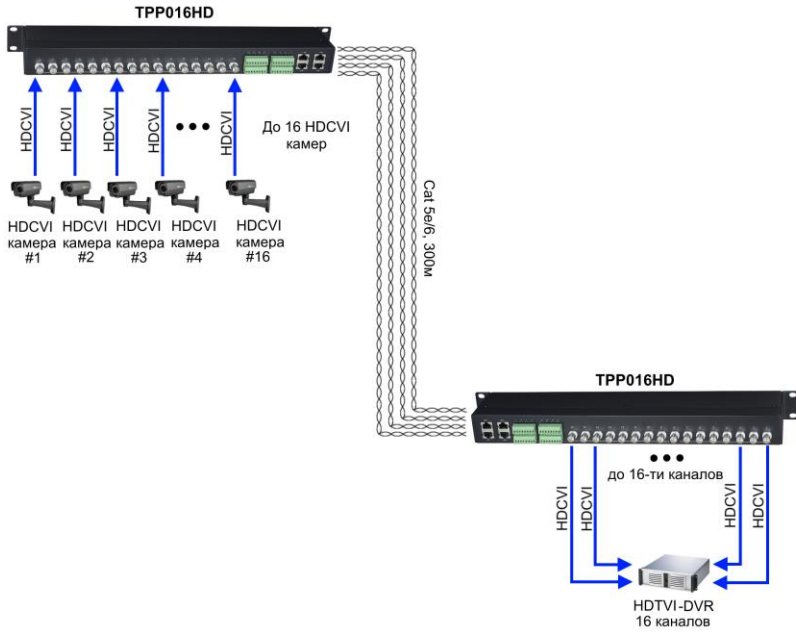 TPP016HD
HDCVI
HDCVI
HDCVI
HDCVI
HDCVI
До 16 HDCVI
камер
HDCVI
камера
#1
HDCVI
камера
#2
HDCVI
камера
#3
HDCVI
камера
#4
HDCVI
камера
#16
Cat 5e/6, 300м
TPP016HD
до 16-ти каналов
HDCVI
HDCVI
HDCVI
HDCVI
HDTVI-DVR
16 каналов